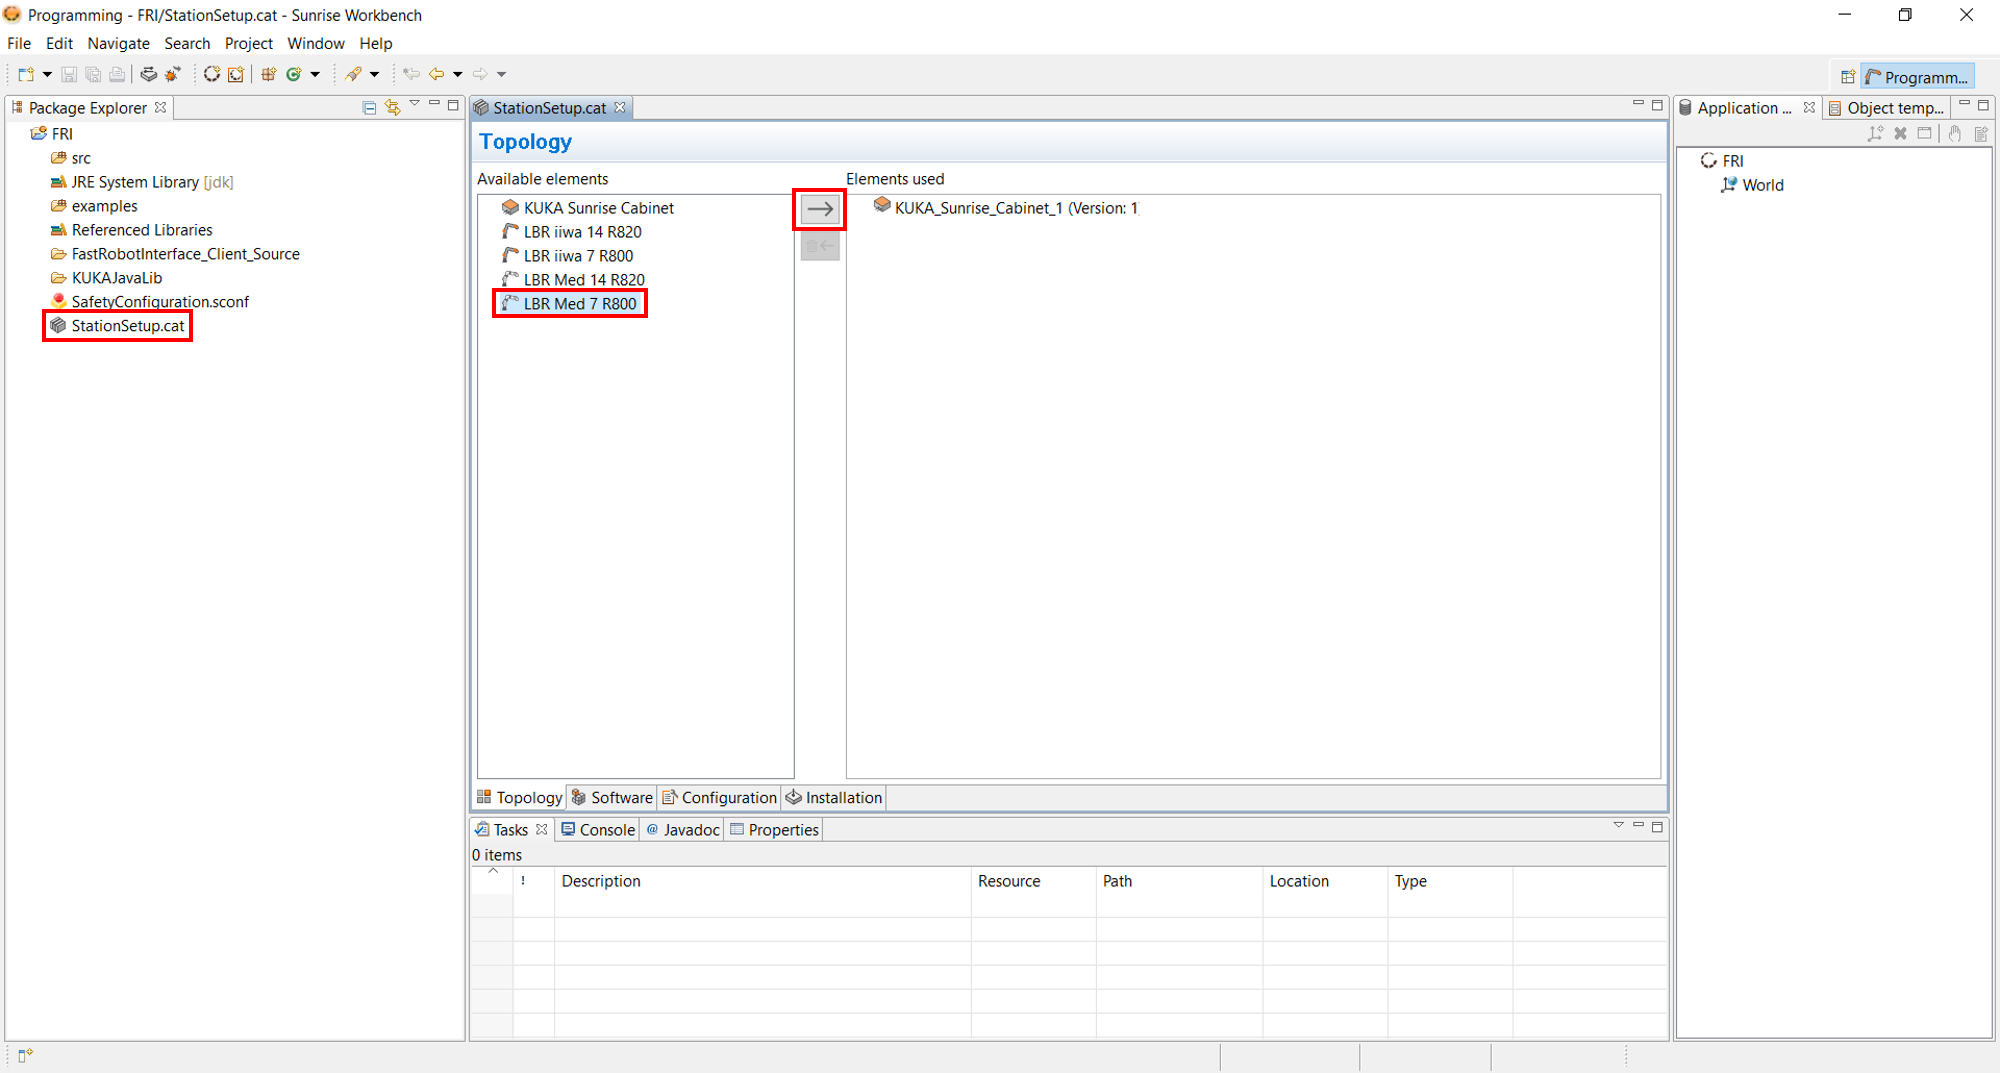 Programming - FRI/StationSetup.cat - Sunrise Workbench
File Edit Navigate Search Project Window Help
Programm...
Package Explorer
FRI
src
JRE System Library [jdk]
examples
Referenced Libraries
FastRobotInterface_Client_Source
KUKAJavaLib
SafetyConfiguration.sconf
StationSetup.cat
StationSetup.cat
Topology
Available elements
KUKA Sunrise Cabinet
LBR iiwa 14 R820
LBR iiwa 7 R800
LBR Med 14 R820
LBR Med 7 R800
Elements used
KUKA_Sunrise_Cabinet_1 (Version: 1
Topology Software Configuration Installation
Tasks Console @ Javadoc Properties
0 items
! Description Resource Path Location Type
Application ... Object temp...
FRI
World